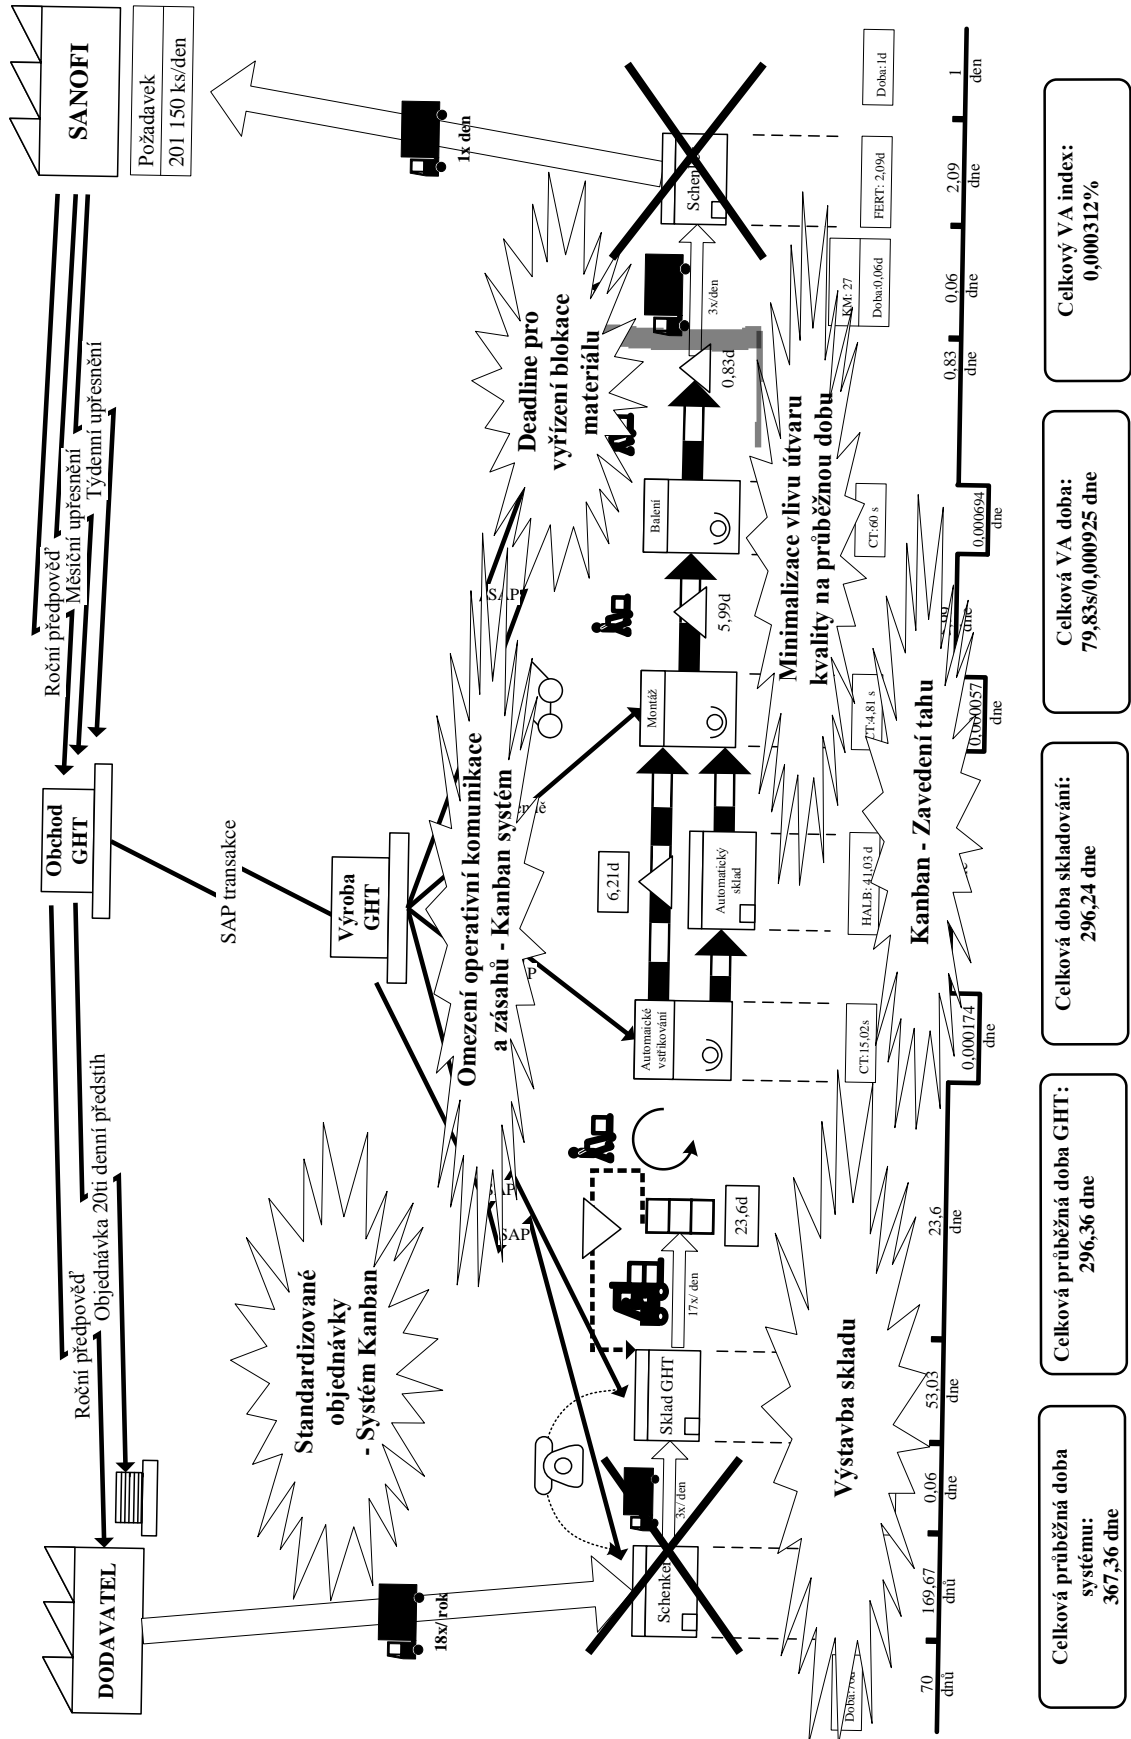 DODAVATEL
Roční předpověď
Objednávka 20ti denní předstih
Obchod
GHT
Roční předpověď
Měsíční upřesnění
Týdenní upřesnění
SANOFI
Požadavek
201 150 ks/den
SAP transakce
Výroba
GHT
Standardizované
objednávky
- Systém Kanban
Omezení operativní komunikace
a zásahů - Kanban systém
Deadline pro
vyřízení blokace
materiálu
SAP
SAP
18x/ rok
1x den
Schenker
3x/ den
Sklad GHT
17x/ den
23,6d
Automaické
vstřikování
6,21d
Automatický
sklad
Montáž
5,99d
Balení
0,83d
3x/den
Výstavba skladu
Minimalizace vlivu útvaru
kvality na průběžnou dobu
Kanban - Zavedení tahu
CT:15,02s
HALB: 41,03 d
CT:60 s
KM: 27
Doba:0,06d
FERT: 2,09d
Doba:1d
70
dnů
169,67
dnů
0,06
dne
53,03
dne
23,6
dne
0,000174
dne
0,000057
dne
dne
0,000694
dne
0,83
dne
0,06
dne
2,09
dne
1
den
Celková průběžná doba
systému:
367,36 dne
Celková průběžná doba GHT:
296,36 dne
Celková doba skladování:
296,24 dne
Celková VA doba:
79,83s/0,000925 dne
Celkový VA index:
0,000312%